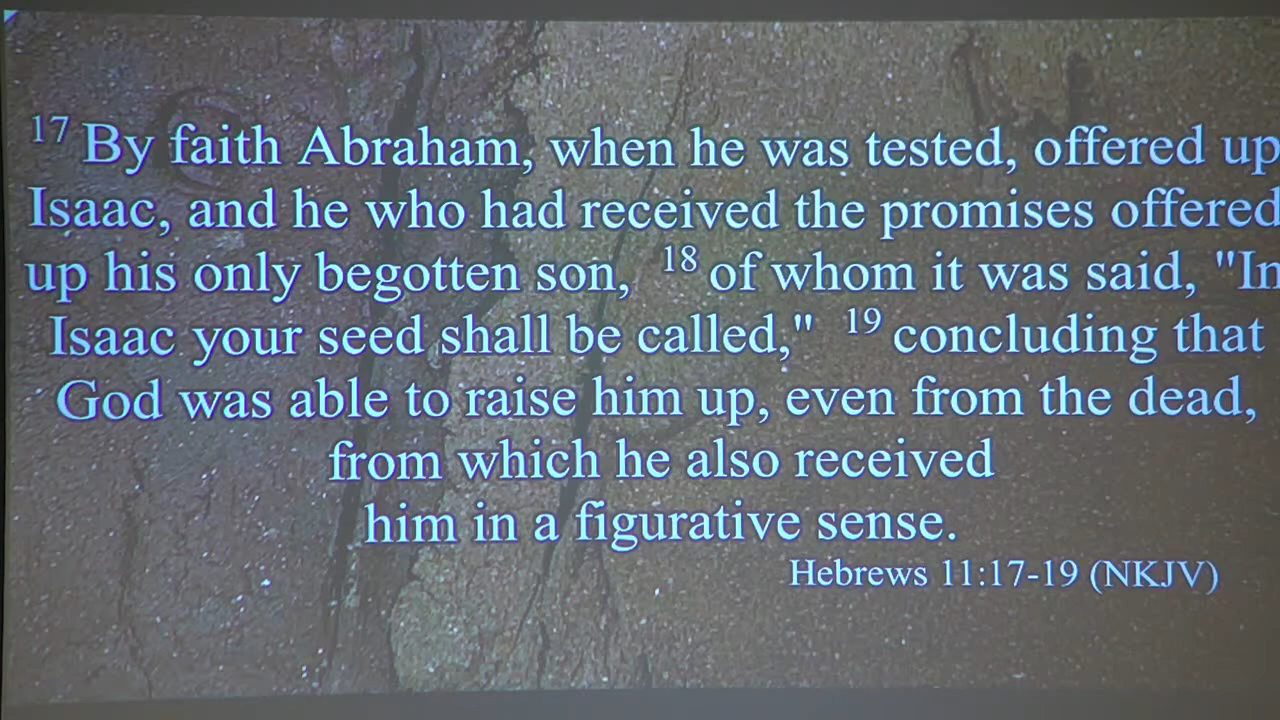 17 By faith Abraham, when he was tested, offered up
Isaac, and he who had received the promises offered
up his only begotten son, 18 of whom it was said, "In
Isaac your seed shall be called," 19 concluding that
God was able to raise him up, even from the dead,
from which he also received
him in a figurative sense.
Hebrews 11:17-19 (NKJV)